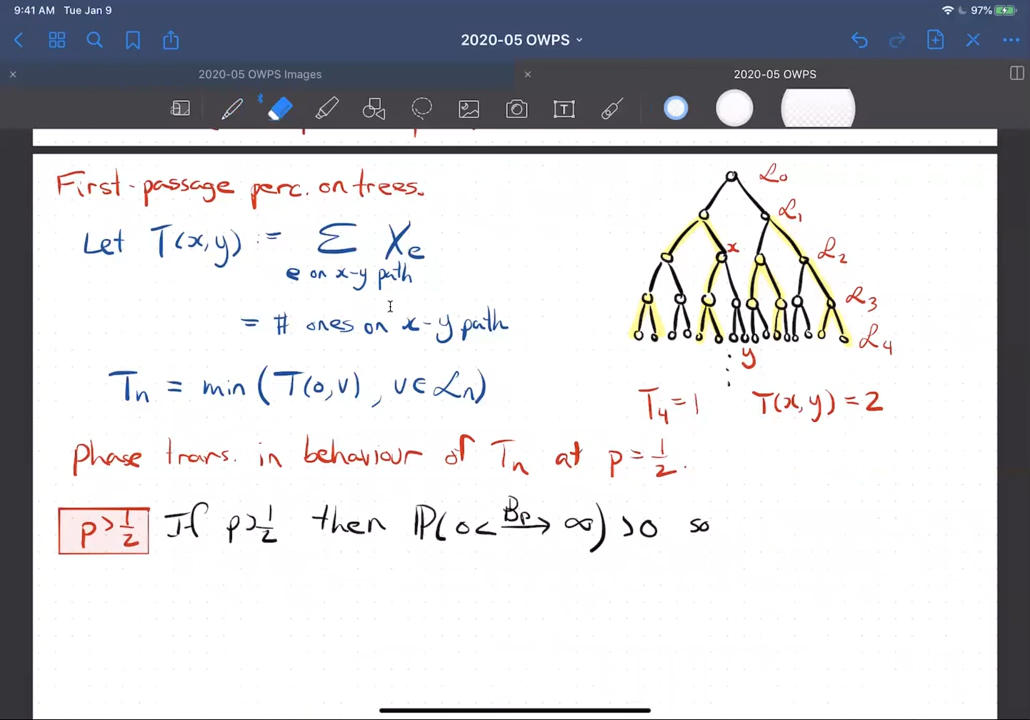 9:41 AM Tue Jan 9
97%
2020-05 OWPS
2020-05 OWPS Images
2020-05 OWPS
First-passage perc. on trees.
Let T(x,y) := Σ Xe
e on x-y path
= # ones on x-y path
Tn = min (T(0,v), v∈ℒn)
Phase trans. in behaviour of Tn at p=1/2.
p>1/2 If p>1/2 then ℙ(0 <—Bp—> ∞) >0 so
ℒ0
ℒ1
x
ℒ2
ℒ3
ℒ4
y
T4=1 T(x,y)=2